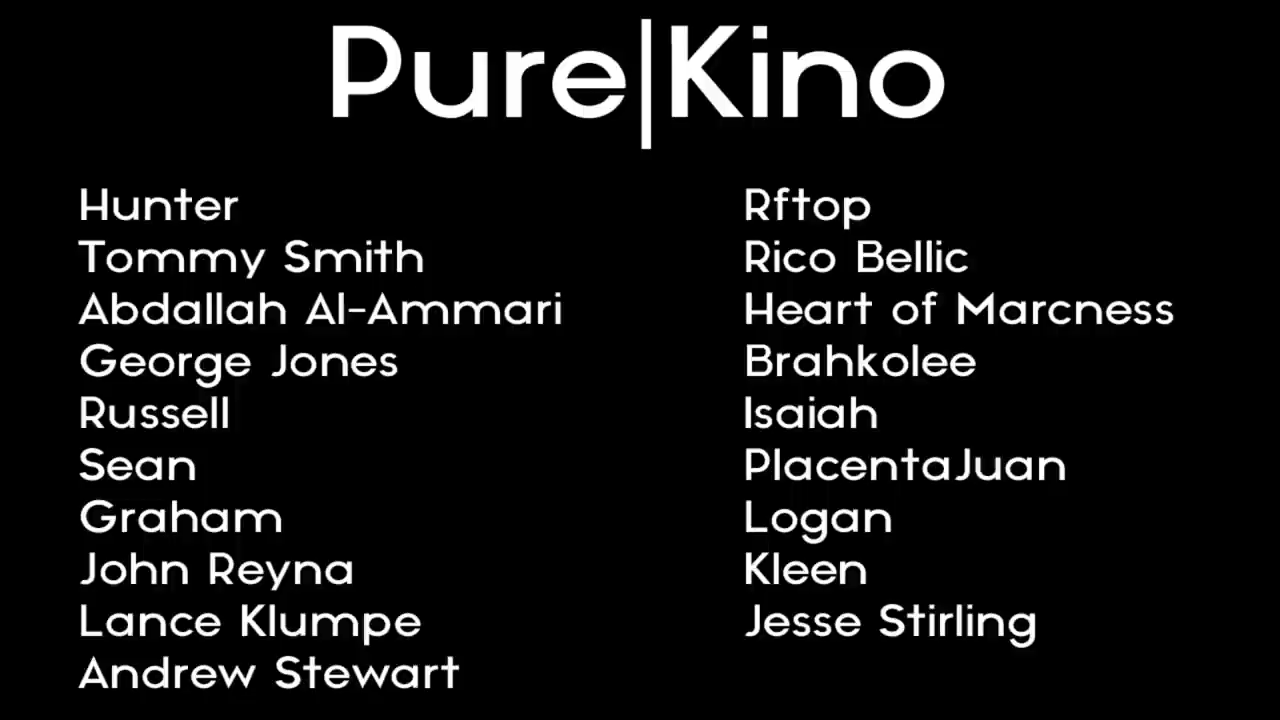 Pure|Kino
Hunter
Tommy Smith
Abdallah Al-Ammari
George Jones
Russell
Sean
Graham
John Reyna
Lance Klumpe
Andrew Stewart
Rftop
Rico Bellic
Heart of Marcness
Brahkolee
Isaiah
PlacentaJuan
Logan
Kleen
Jesse Stirling